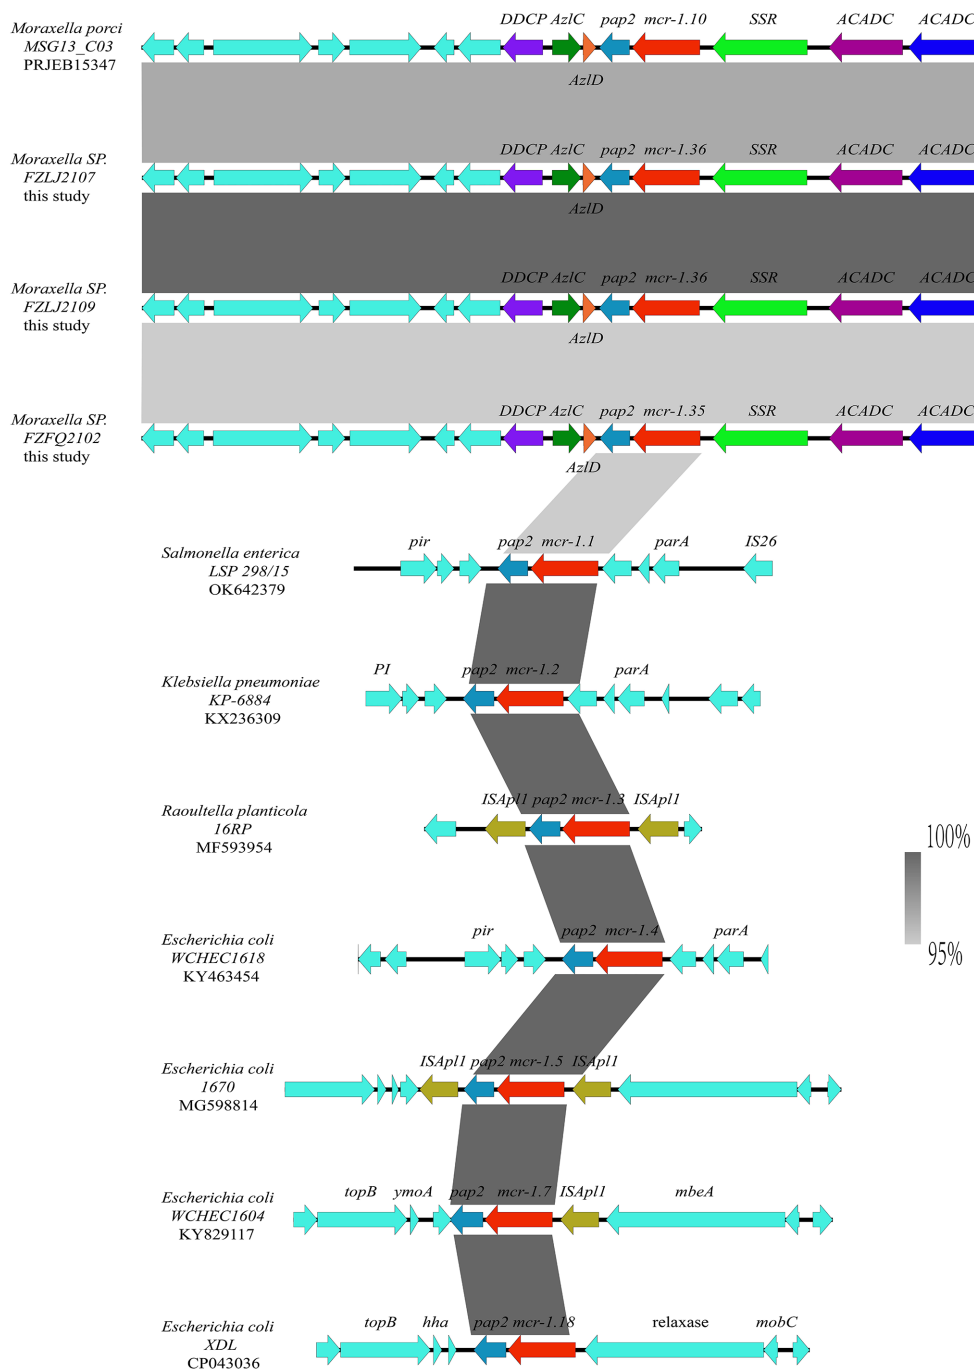 DDCP AzlC pap2 mcr-1.10 SSR ACADC ACADC
Moraxella porci
MSG13_C03
PRJEB15347
AzlD
DDCP AzlC pap2 mcr-1.36 SSR ACADC ACADC
Moraxella SP.
FZLJ2107
this study
AzlD
DDCP AzlC pap2 mcr-1.36 SSR ACADC ACADC
Moraxella SP.
FZLJ2109
this study
AzlD
DDCP AzlC pap2 mcr-1.35 SSR ACADC ACADC
Moraxella SP.
FZFQ2102
this study
AzlD
pir pap2 mcr-1.1 parA IS26
Salmonella enterica
LSP 298/15
OK642379
PI pap2 mcr-1.2 parA
Klebsiella pneumoniae
KP-6884
KX236309
ISApl1 pap2 mcr-1.3 ISApl1
Raoultella planticola
16RP
MF593954
100%
95%
pir pap2 mcr-1.4 parA
Escherichia coli
WCHEC1618
KY463454
ISApl1 pap2 mcr-1.5 ISApl1
Escherichia coli
1670
MG598814
topB ymoA pap2 mcr-1.7 ISApl1 mbeA
Escherichia coli
WCHEC1604
KY829117
topB hha pap2 mcr-1.18 relaxase mobC
Escherichia coli
XDL
CP043036